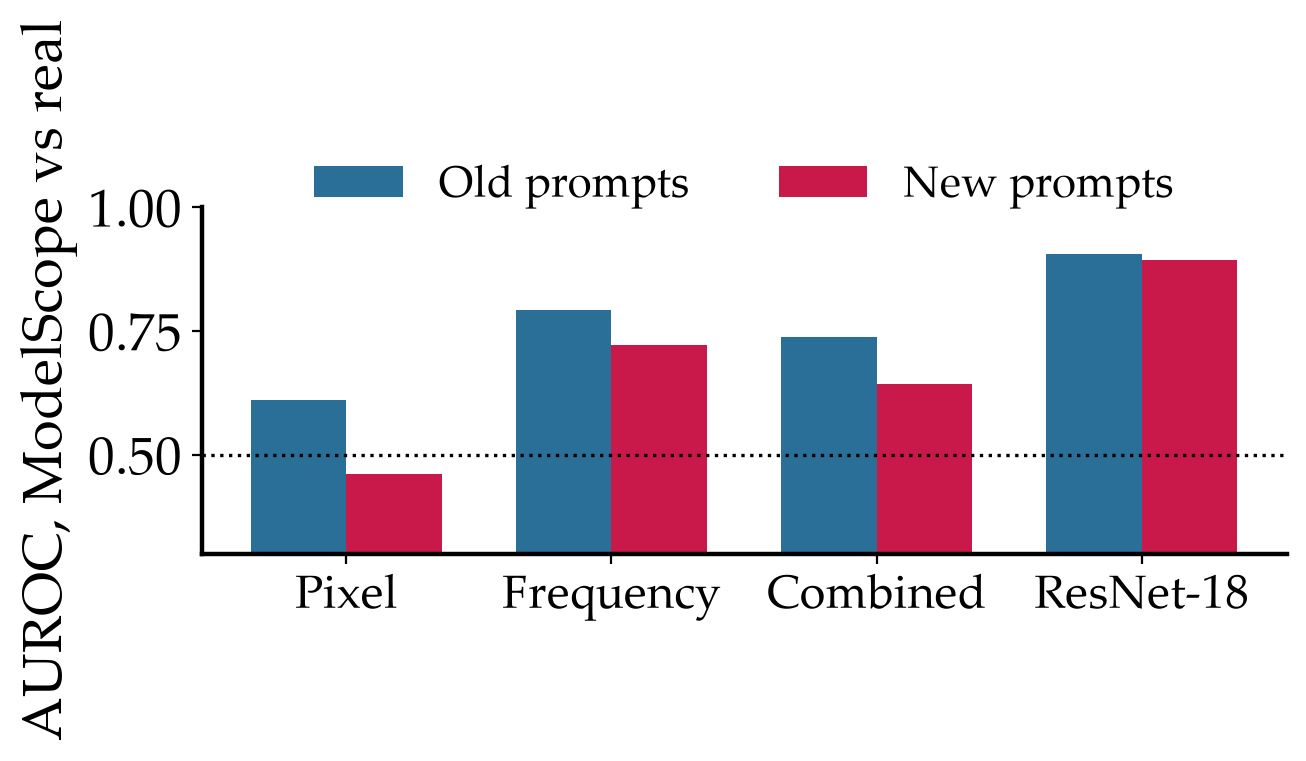 AUROC, ModelScope vs real
Old prompts
New prompts
1.00
0.75
0.50
Pixel
Frequency
Combined
ResNet-18